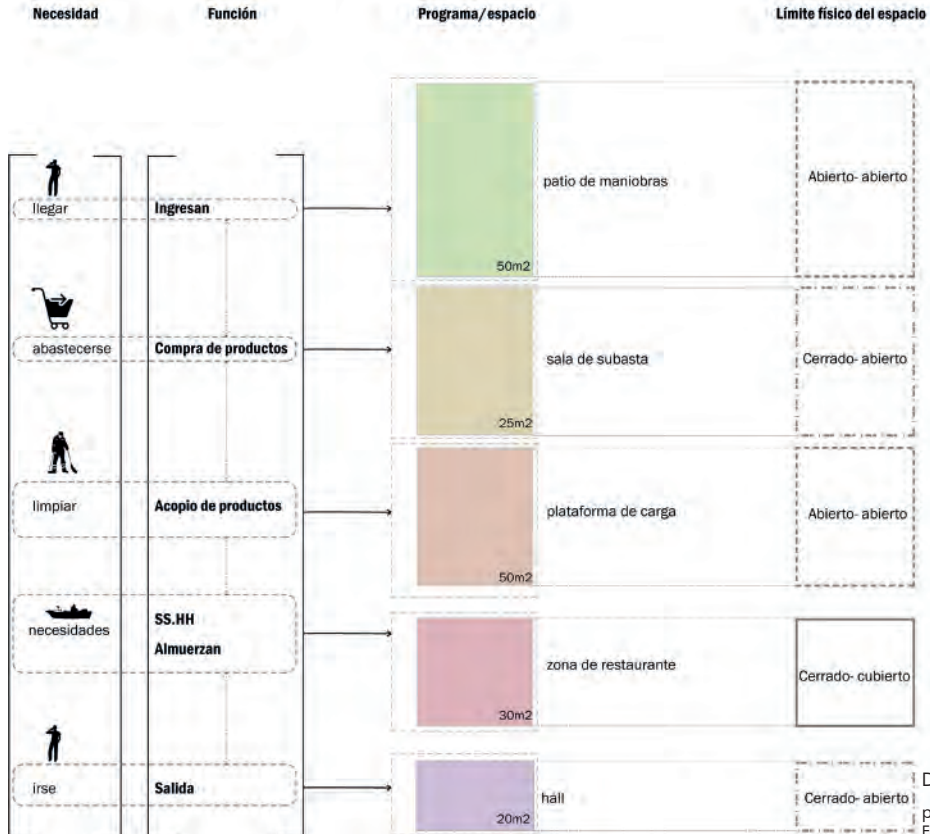 Necesidad Función Programa/espacio Límite físico del espacio
patio de maniobras Abierto- abierto
llegar Ingresan
50m2
abastecerse Compra de productos sala de subasta Cerrado- abierto
25m2
limpiar Acopio de productos plataforma de carga Abierto- abierto
50m2
SS.HH
necesidades
Almuerzan
zona de restaurante Cerrado- cubierto
30m2
irse Salida hall Cerrado- abierto
20m2